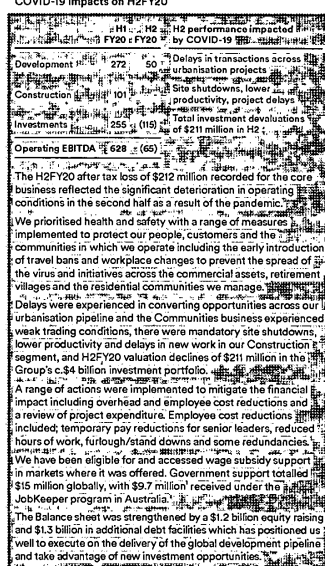 COVID-19 impacts on H2FY20
H1 H2 H2 performance impacted
FY20 FY20 by COVID-19
Development 272 50 Delays in transactions across
urbanisation projects
Construction 101 Site shutdowns, lower
productivity, project delays
Investments 255 (115) Total investment devaluations
of $211 million in H2
Operating EBITDA 628 (65)
The H2FY20 after tax loss of $212 million recorded for the core
business reflected the significant deterioration in operating
conditions in the second half as a result of the pandemic.
We prioritised health and safety with a range of measures
implemented to protect our people, customers and the
communities in which we operate including the early introduction
of travel bans and workplace changes to prevent the spread of
the virus and initiatives across the commercial assets, retirement
villages and the residential communities we manage.
Delays were experienced in converting opportunities across our
urbanisation pipeline and the Communities business experienced
weak trading conditions, there were mandatory site shutdowns,
lower productivity and delays in new work in our Construction
segment, and H2FY20 valuation declines of $211 million in the
Group's c.$4 billion investment portfolio.
A range of actions were implemented to mitigate the financial
impact including overhead and employee cost reductions and
a review of project expenditure. Employee cost reductions
included; temporary pay reductions for senior leaders, reduced
hours of work, furlough/stand downs and some redundancies.
We have been eligible for and accessed wage subsidy support
in markets where it was offered. Government support totalled
$15 million globally, with $9.7 million received under the
JobKeeper program in Australia.
The Balance sheet was strengthened by a $1.2 billion equity raising
and $1.3 billion in additional debt facilities which has positioned us
well to execute on the delivery of the global development pipeline
and take advantage of new investment opportunities.